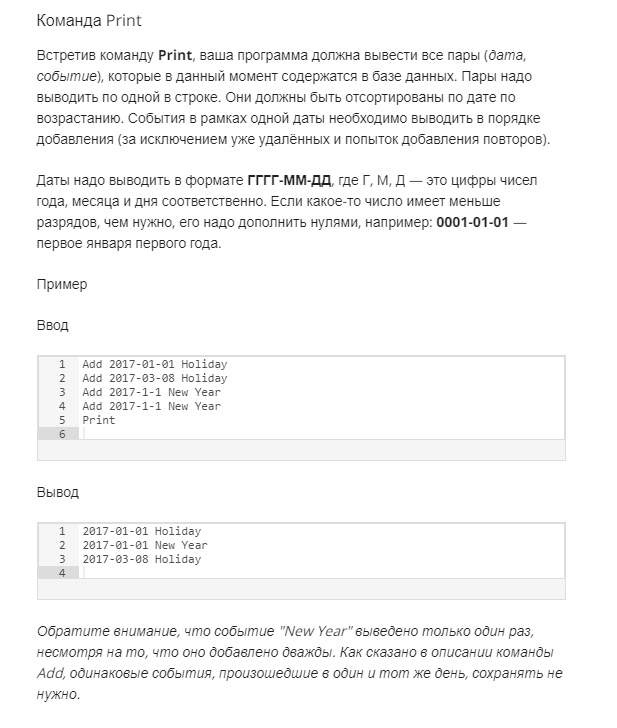 Команда Print
Встретив команду Print, ваша программа должна вывести все пары (дата,
событие), которые в данный момент содержатся в базе данных. Пары надо
выводить по одной в строке. Они должны быть отсортированы по дате по
возрастанию. События в рамках одной даты необходимо выводить в порядке
добавления (за исключением уже удалённых и попыток добавления повторов).
Даты надо выводить в формате ГГГГ-ММ-ДД, где Г, М, Д — это цифры чисел
года, месяца и дня соответственно. Если какое-то число имеет меньше
разрядов, чем нужно, его надо дополнить нулями, например: 0001-01-01 —
первое января первого года.
Пример
Ввод
1 Add 2017-01-01 Holiday
2 Add 2017-03-08 Holiday
3 Add 2017-1-1 New Year
4 Add 2017-1-1 New Year
5 Print
6
Вывод
1 2017-01-01 Holiday
2 2017-01-01 New Year
3 2017-03-08 Holiday
4
Обратите внимание, что событие "New Year" выведено только один раз,
несмотря на то, что оно добавлено дважды. Как сказано в описании команды
Add, одинаковые события, произошедшие в один и тот же день, сохранять не
нужно.